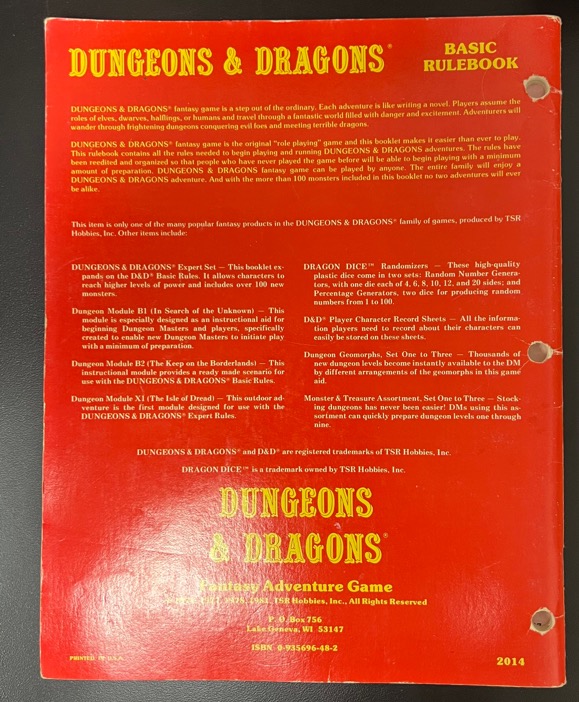 DUNGEONS & DRAGONS®
BASIC
RULEBOOK
DUNGEONS & DRAGONS® fantasy game is a step out of the ordinary. Each adventure is like writing a novel. Players assume the
roles of elves, dwarves, halflings, or humans and travel through a fantastic world filled with danger and excitement. Adventurers will
wander through frightening dungeons conquering evil foes and meeting terrible dragons.
DUNGEONS & DRAGONS® fantasy game is the original "role playing" game and this booklet makes it easier than ever to play.
This rulebook contains all the rules needed to begin playing and running DUNGEONS & DRAGONS® adventures. The rules have
been reedited and organized so that people who have never played the game before will be able to begin playing with a minimum
amount of preparation. DUNGEONS & DRAGONS® fantasy game can be played by anyone. The entire family will enjoy a
DUNGEONS & DRAGONS® adventure. And with the more than 100 monsters included in this booklet no two adventures will ever
be alike.
This item is only one of the many popular fantasy products in the DUNGEONS & DRAGONS® family of games, produced by TSR
Hobbies, Inc. Other items include:
DUNGEONS & DRAGONS® Expert Set — This booklet ex-
pands on the D&D® Basic Rules. It allows characters to
reach higher levels of power and includes over 100 new
monsters.
Dungeon Module B1 (In Search of the Unknown) — This
module is especially designed as an instructional aid for
beginning Dungeon Masters and players, specifically
created to enable new Dungeon Masters to initiate play
with a minimum of preparation.
Dungeon Module B2 (The Keep on the Borderlands) — This
instructional module provides a ready made scenario for
use with the DUNGEONS & DRAGONS® Basic Rules.
Dungeon Module X1 (The Isle of Dread) — This outdoor ad-
venture is the first module designed for use with the
DUNGEONS & DRAGONS® Expert Rules.
DRAGON DICE™ Randomizers — These high-quality
plastic dice come in two sets: Random Number Genera-
tors, with one die each of 4, 6, 8, 10, 12, and 20 sides; and
Percentage Generators, two dice for producing random
numbers from 1 to 100.
D&D® Player Character Record Sheets — All the informa-
tion players need to record about their characters can
easily be stored on these sheets.
Dungeon Geomorphs, Set One to Three — Thousands of
new dungeon levels become instantly available to the DM
by different arrangements of the geomorphs in this game
aid.
Monster & Treasure Assortment, Set One to Three — Stock-
ing dungeons has never been easier! DMs using this as-
sortment can quickly prepare dungeon levels one through
nine.
DUNGEONS & DRAGONS® and D&D® are registered trademarks of TSR Hobbies, Inc.
DRAGON DICE™ is a trademark owned by TSR Hobbies, Inc.
DUNGEONS
& DRAGONS®
Fantasy Adventure Game
TSR Hobbies, Inc., All Rights Reserved
P.O. Box 756
Lake Geneva, WI 53147
ISBN 0-935696-48-2
PRINTED IN U.S.A.
2014